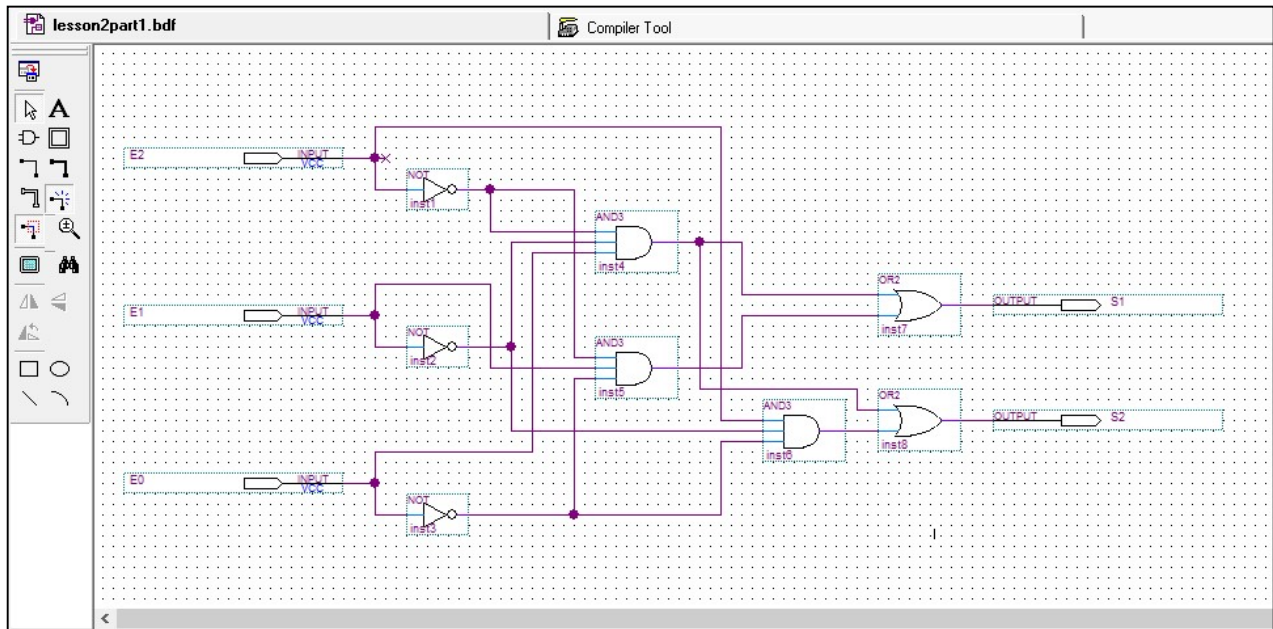 lesson2part1.bdf
Compiler Tool
A
E2
INPUT
VCC
NOT
inst1
AND3
inst4
OR2
inst7
OUTPUT
S1
E1
INPUT
VCC
NOT
inst2
AND3
inst5
AND3
inst6
OR2
inst8
OUTPUT
S2
E0
INPUT
VCC
NOT
inst3